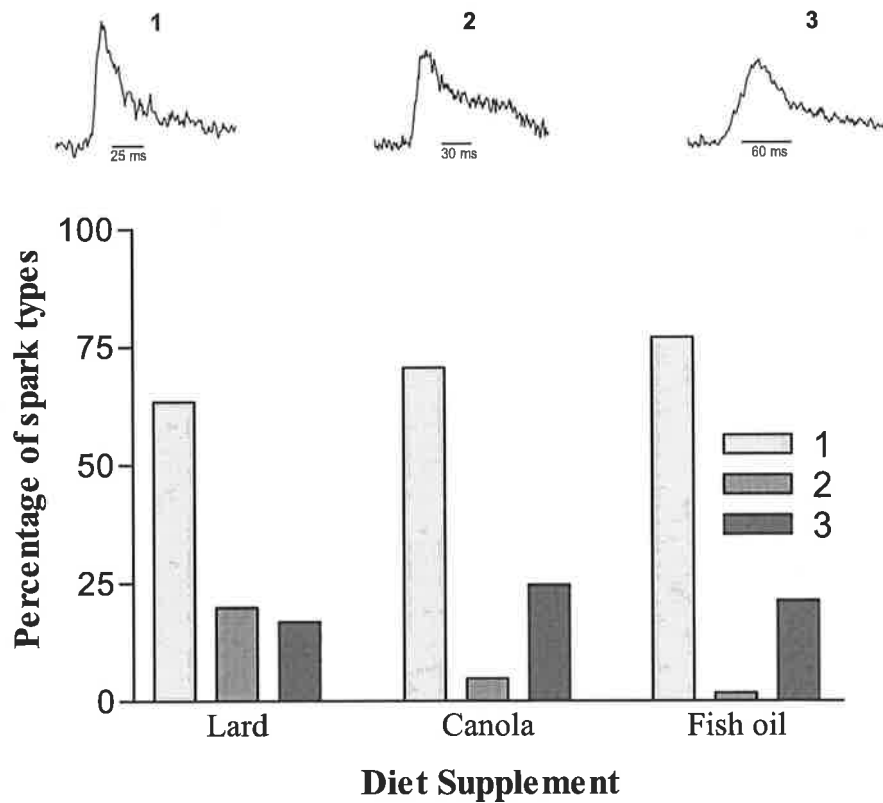 1 2 3
25 ms 30 ms 60 ms
Percentage of spark types
100
75
50
25
0
1
2
3
Lard Canola Fish oil
Diet Supplement